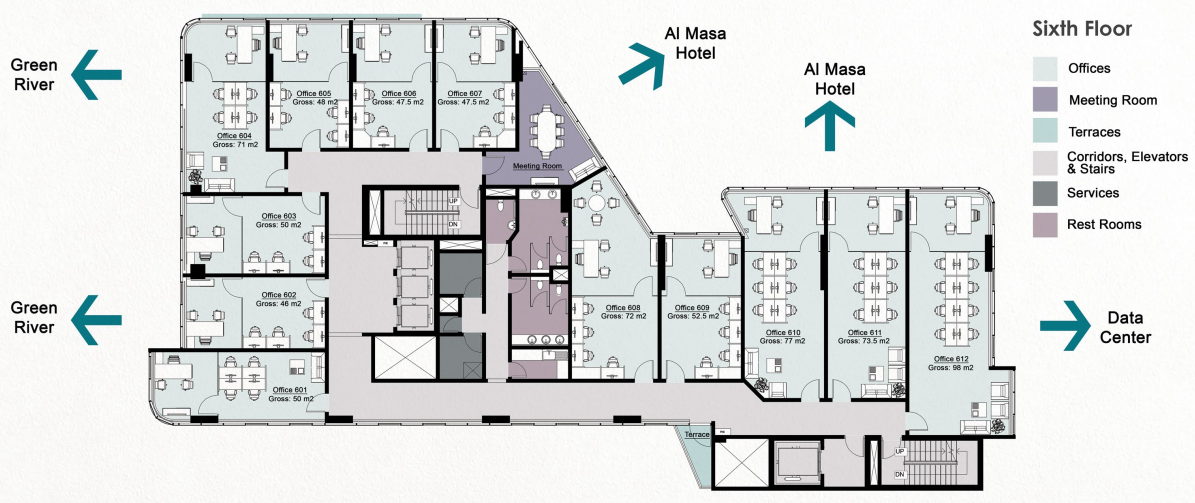 Sixth Floor
Offices
Meeting Room
Terraces
Corridors, Elevators
& Stairs
Services
Rest Rooms
Green
River
Al Masa
Hotel
Al Masa
Hotel
Green
River
Data
Center
Office 604
Gross: 71 m2
Office 605
Gross: 48 m2
Office 606
Gross: 47.5 m2
Office 607
Gross: 47.5 m2
Meeting Room
UP
DN
Office 603
Gross: 50 m2
Office 602
Gross: 46 m2
Office 601
Gross: 50 m2
Office 608
Gross: 72 m2
Office 609
Gross: 52.5 m2
Office 610
Gross: 77 m2
Office 611
Gross: 73.5 m2
Office 612
Gross: 98 m2
Terrace
UP
DN